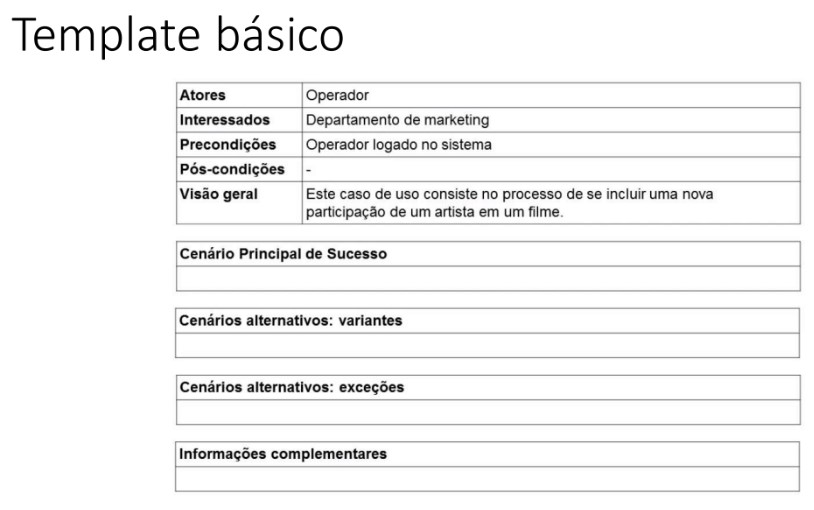 Template básico
Atores Operador
Interessados Departamento de marketing
Precondições Operador logado no sistema
Pós-condições -
Visão geral Este caso de uso consiste no processo de se incluir uma nova
participação de um artista em um filme.
Cenário Principal de Sucesso
Cenários alternativos: variantes
Cenários alternativos: exceções
Informações complementares